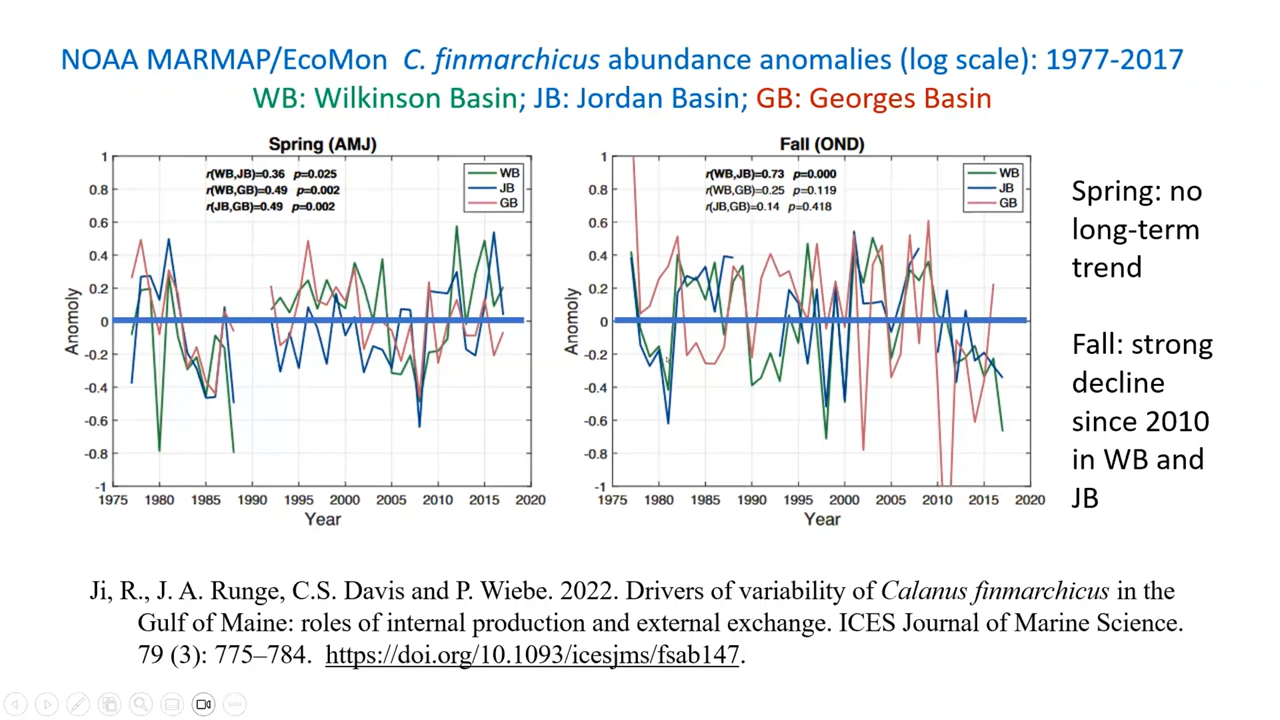 NOAA MARMAP/EcoMon C. finmarchicus abundance anomalies (log scale): 1977-2017
WB: Wilkinson Basin; JB: Jordan Basin; GB: Georges Basin
Spring (AMJ)
r(WB,JB)=0.36 p=0.025
r(WB,GB)=0.49 p=0.002
r(JB,GB)=0.49 p=0.002
WB
JB
GB
1
0.8
0.6
0.4
0.2
0
-0.2
-0.4
-0.6
-0.8
-1
Anomoly
1975 1980 1985 1990 1995 2000 2005 2010 2015 2020
Year
Fall (OND)
r(WB,JB)=0.73 p=0.000
r(WB,GB)=0.25 p=0.119
r(JB,GB)=0.14 p=0.418
WB
JB
GB
1
0.8
0.6
0.4
0.2
0
-0.2
-0.4
-0.6
-0.8
-1
Anomoly
1975 1980 1985 1990 1995 2000 2005 2010 2015 2020
Year
Spring: no
long-term
trend
Fall: strong
decline
since 2010
in WB and
JB
Ji, R., J. A. Runge, C.S. Davis and P. Wiebe. 2022. Drivers of variability of Calanus finmarchicus in the
Gulf of Maine: roles of internal production and external exchange. ICES Journal of Marine Science.
79 (3): 775–784. https://doi.org/10.1093/icesjms/fsab147.